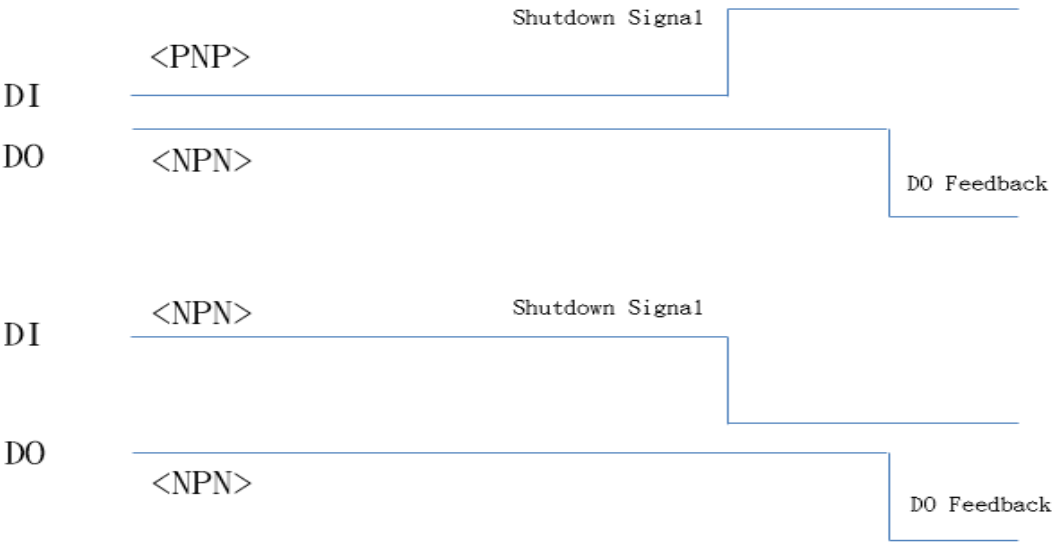 Shutdown Signal
<PNP>
DI
DO
<NPN>
DO Feedback
<NPN>
Shutdown Signal
DI
DO
<NPN>
DO Feedback